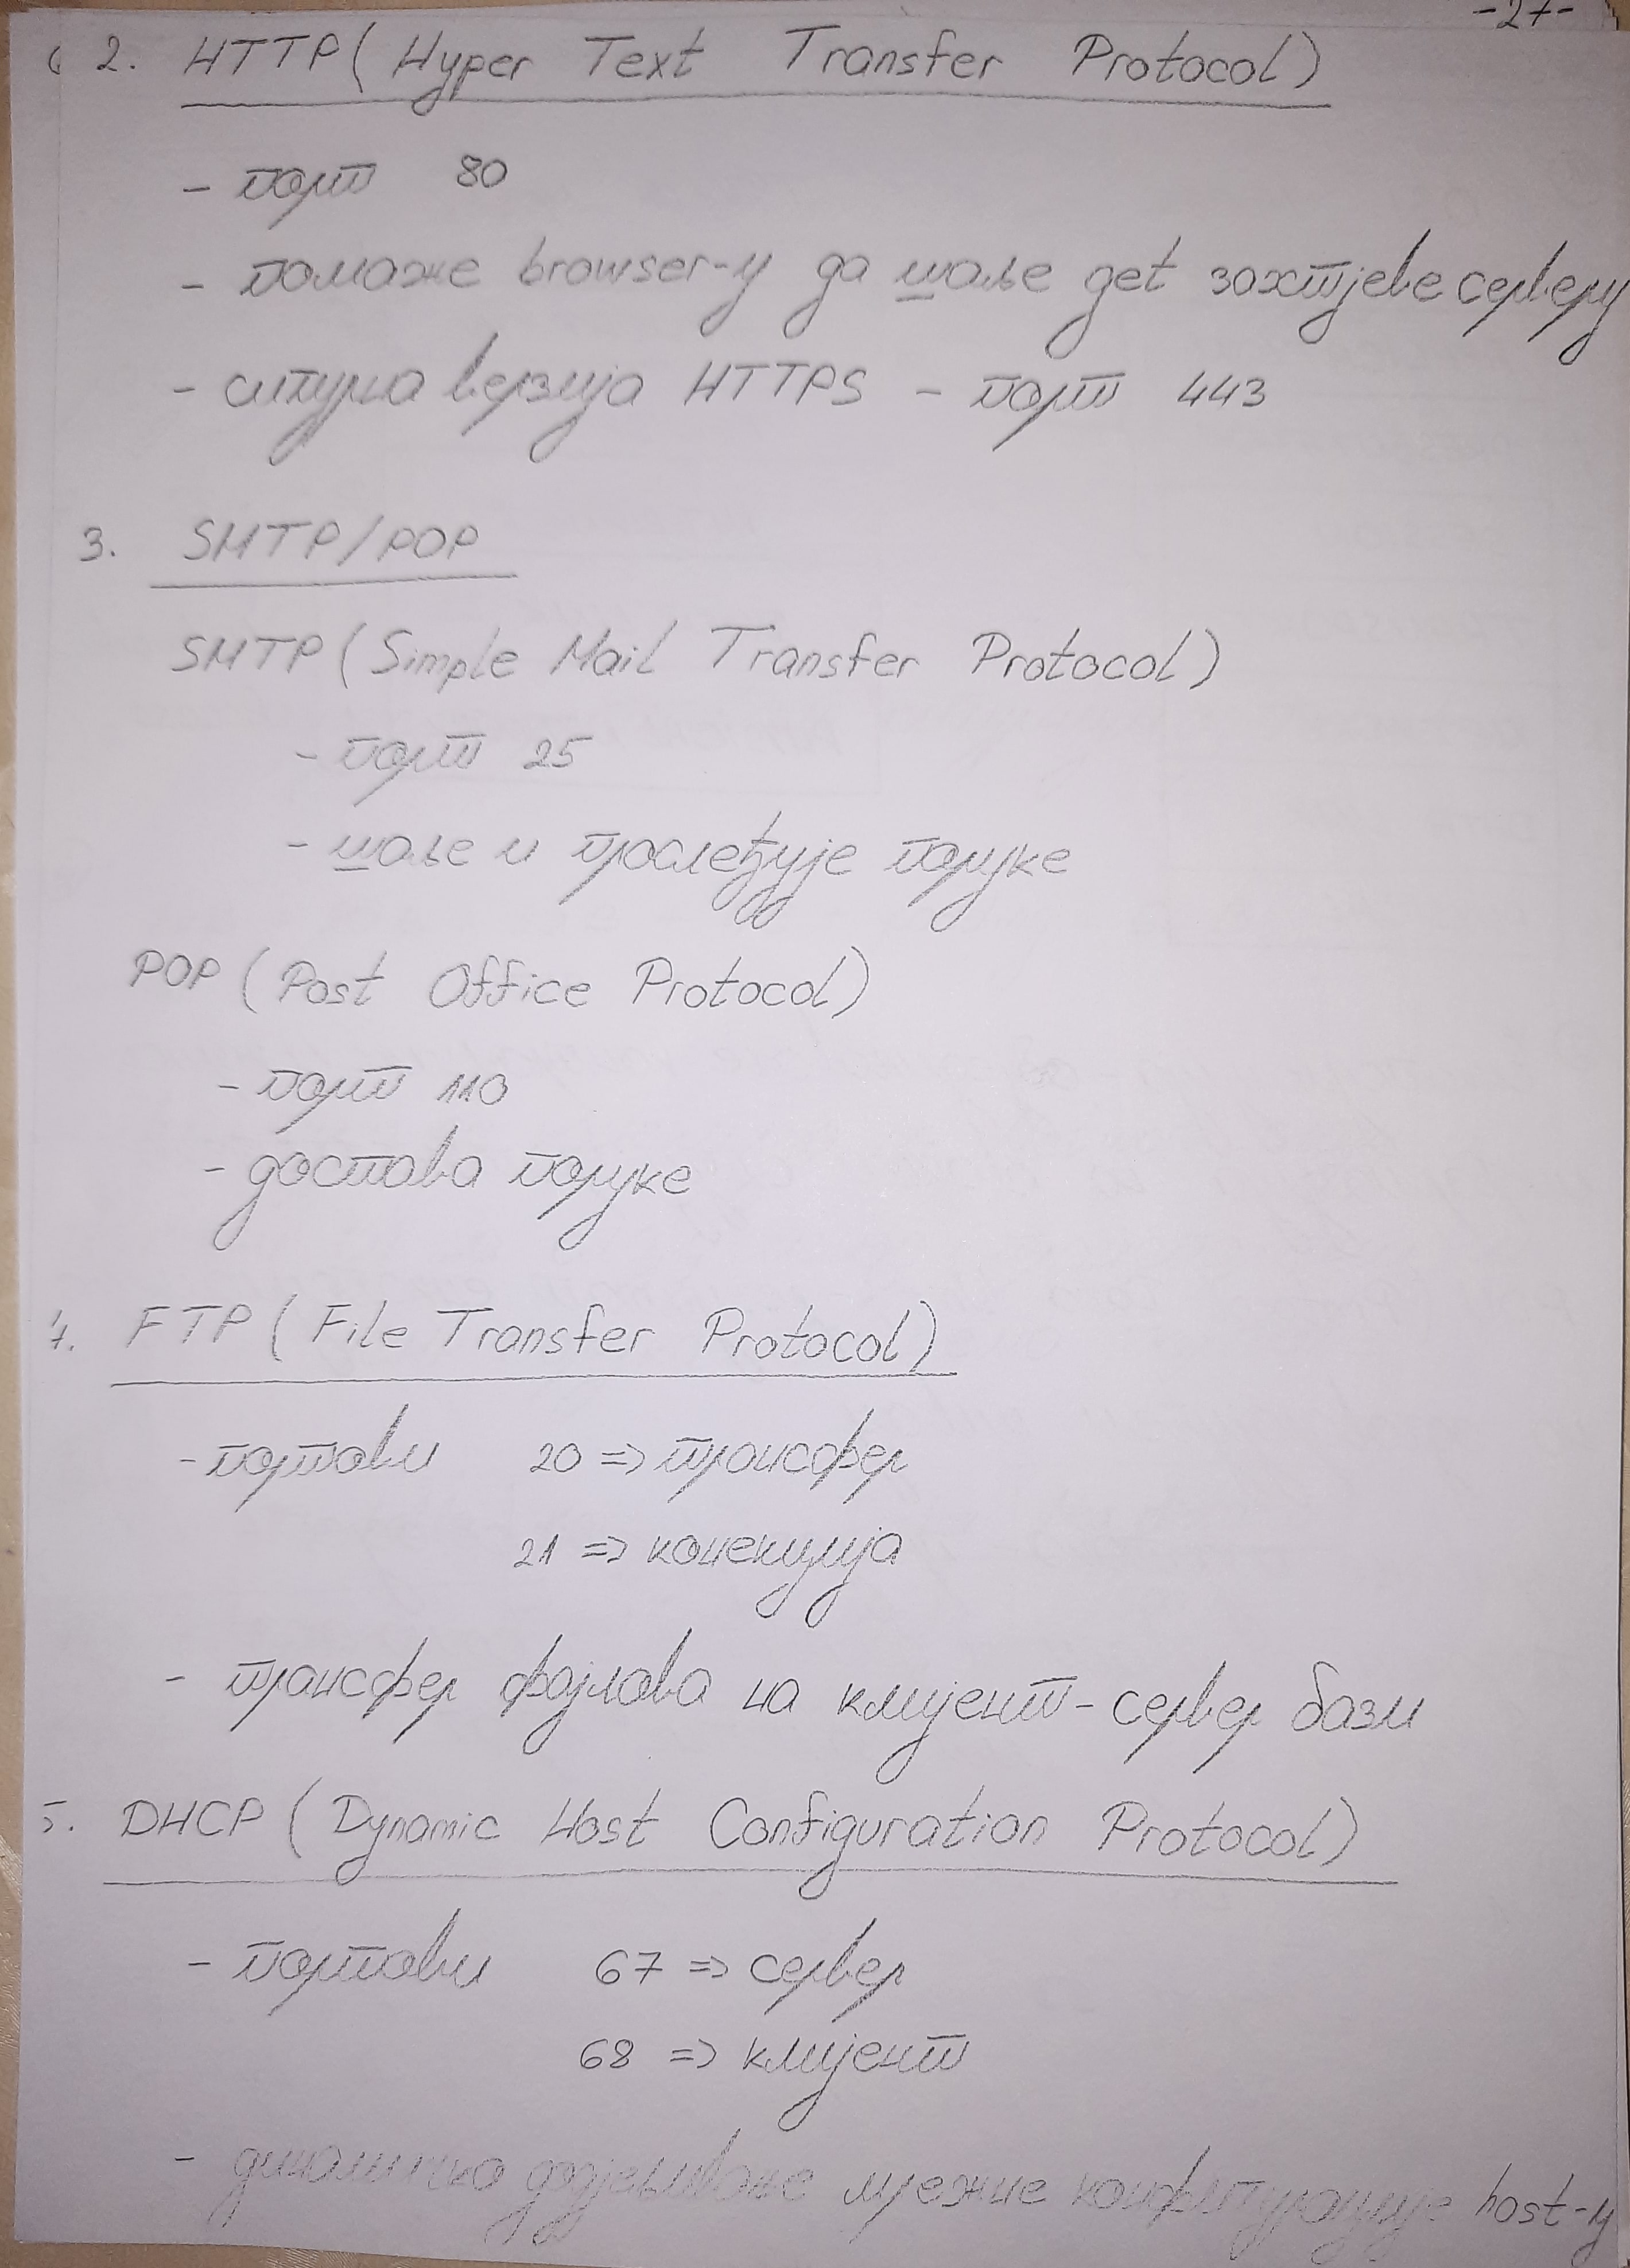 -27-
2. HTTP (Hyper Text Transfer Protocol)
- порт 80
- помаже browser-у да шаље get захтјеве серверу
- сигурна верзија HTTPS - порт 443
3. SMTP/POP
SMTP (Simple Mail Transfer Protocol)
- порт 25
- шаље и прослеђује поруке
POP (Post Office Protocol)
- порт 110
- достава поруке
4. FTP (File Transfer Protocol)
- портови 20 => трансфер
21 => конекција
- трансфер фајлова на клијент-сервер бази
5. DHCP (Dynamic Host Configuration Protocol)
- портови 67 => сервер
68 => клијент
- динамичко додјељивање мрежне конфигурације host-у